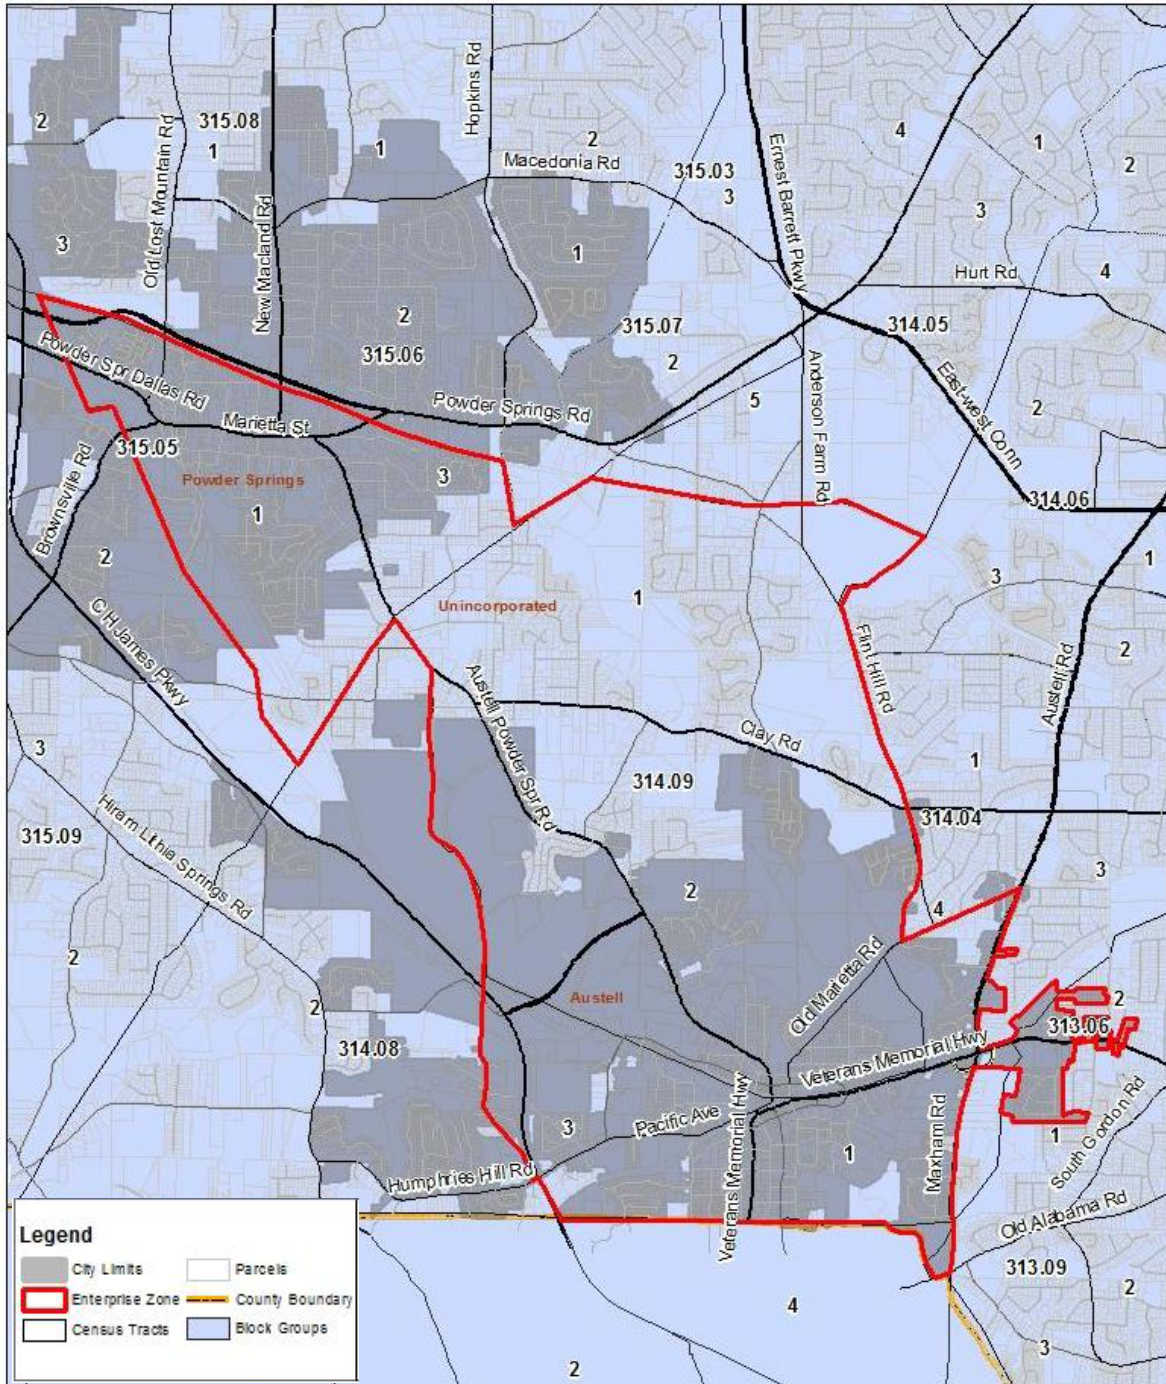 2
315.08
1
1
Hopkins Rd
2
Macedonia Rd
315.03
3
Ernest Barrett Pkwy
4
1
2
3
Old Lost Mountain Rd
New Macland Rd
3
1
Hurt Rd
4
2
315.06
315.07
2
314.05
Powder Spr Dallas Rd
Marietta St
Powder Springs Rd
5
Anderson Farm Rd
East-west Conn
2
315.05
Brownsville Rd
Powder Springs
3
1
314.06
2
C H James Pkwy
Unincorporated
1
3
1
Flint Hill Rd
2
Austell Rd
Austell Powder Spr Rd
Clay Rd
3
1
314.09
314.04
315.09
Hiram Lithia Springs Rd
2
3
4
2
2
Old Marietta Rd
Austell
2
313.06
314.08
Veterans Memorial Hwy
3
Pacific Ave
Veterans Memorial Hwy
1
Maxham Rd
1
South Gordon Rd
Humphries Hill Rd
Old Alabama Rd
313.09
2
4
3
2
Legend
City Limits
Parcels
Enterprise Zone
County Boundary
Census Tracts
Block Groups